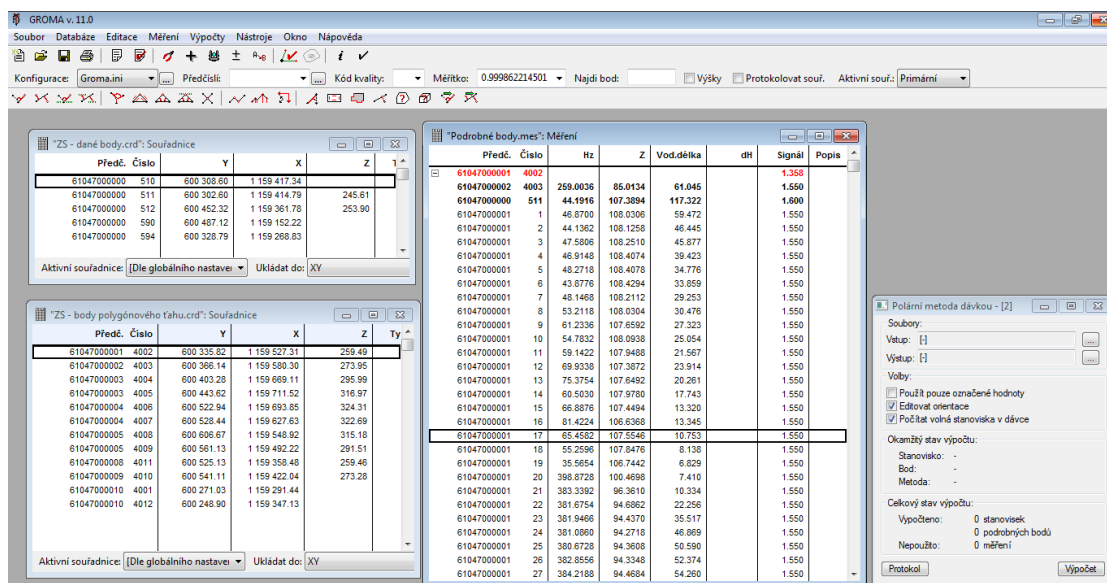 GROMA v. 11.0
Soubor Databáze Editace Měření Výpočty Nástroje Okno Nápověda
Konfigurace: Groma.ini ... Předčíslí: ... Kód kvality: Měřítko: 0.999862214501 Najdi bod: Výšky Protokolovat souř. Aktivní souř.: Primární
"ZS - dané body.crd": Souřadnice
Předč. Číslo Y X Z
61047000000 510 600 308.60 1 159 417.34
61047000000 511 600 302.60 1 159 414.79 245.61
61047000000 512 600 452.32 1 159 361.78 253.90
61047000000 590 600 487.12 1 159 152.22
61047000000 594 600 328.79 1 159 268.83
Aktivní souřadnice: [Dle globálního nastaveı Ukládat do: XY
"ZS - body polygónového ťahu.crd": Souřadnice
Předč. Číslo Y X Z Ty
61047000001 4002 600 335.82 1 159 527.31 259.49
61047000002 4003 600 366.14 1 159 580.30 273.95
61047000003 4004 600 403.28 1 159 669.11 295.99
61047000003 4005 600 443.62 1 159 711.52 316.97
61047000004 4006 600 522.94 1 159 693.85 324.31
61047000004 4007 600 528.44 1 159 627.63 322.69
61047000005 4008 600 606.67 1 159 548.92 315.18
61047000005 4009 600 561.13 1 159 492.22 291.51
61047000008 4011 600 525.13 1 159 358.48 259.46
61047000009 4010 600 541.11 1 159 422.04 273.28
61047000010 4001 600 271.03 1 159 291.44
61047000010 4012 600 248.90 1 159 347.13
Aktivní souřadnice: [Dle globálního nastaveı Ukládat do: XY
"Podrobné body.mes": Měření
Předč. Číslo Hz Z Vod.délka dH Signál Popis
61047000001 4002 1.358
61047000002 4003 259.0036 85.0134 61.045 1.550
61047000000 511 44.1916 107.3894 117.322 1.600
61047000001 1 46.8700 108.0306 59.472 1.550
61047000001 2 44.1362 108.1258 46.445 1.550
61047000001 3 47.5806 108.2510 45.877 1.550
61047000001 4 46.9148 108.4074 39.423 1.550
61047000001 5 48.2718 108.4078 34.776 1.550
61047000001 6 43.8776 108.4294 33.859 1.550
61047000001 7 48.1468 108.2112 29.253 1.550
61047000001 8 53.2118 108.0304 30.476 1.550
61047000001 9 61.2336 107.6592 27.323 1.550
61047000001 10 54.7832 108.0938 25.054 1.550
61047000001 11 59.1422 107.9488 21.567 1.550
61047000001 12 69.9338 107.3872 23.914 1.550
61047000001 13 75.3754 107.6492 20.261 1.550
61047000001 14 60.5030 107.9780 17.743 1.550
61047000001 15 66.8876 107.4494 13.320 1.550
61047000001 16 81.4224 106.6368 13.345 1.550
61047000001 17 65.4582 107.5546 10.753 1.550
61047000001 18 55.2596 107.8476 8.138 1.550
61047000001 19 35.5654 106.7442 6.829 1.550
61047000001 20 398.8728 100.4698 7.410 1.550
61047000001 21 383.3392 96.3610 10.334 1.550
61047000001 22 381.6754 94.6862 22.256 1.550
61047000001 23 381.9466 94.4370 35.517 1.550
61047000001 24 381.0860 94.2718 46.869 1.550
61047000001 25 380.6728 94.3608 50.590 1.550
61047000001 26 382.8556 94.3348 52.374 1.550
61047000001 27 384.2188 94.4684 54.260 1.550
Polární metoda dávkou - [2]
Soubory:
Vstup: [-] ...
Výstup: [-] ...
Volby:
Použít pouze označené hodnoty
Editovat orientace
Počítat volná stanoviska v dávce
Okamžitý stav výpočtu:
Stanovisko: -
Bod: -
Metoda: -
Celkový stav výpočtu:
Vypočteno: 0 stanovisek
0 podrobných bodů
Nepoužito: 0 měření
Protokol Výpočet